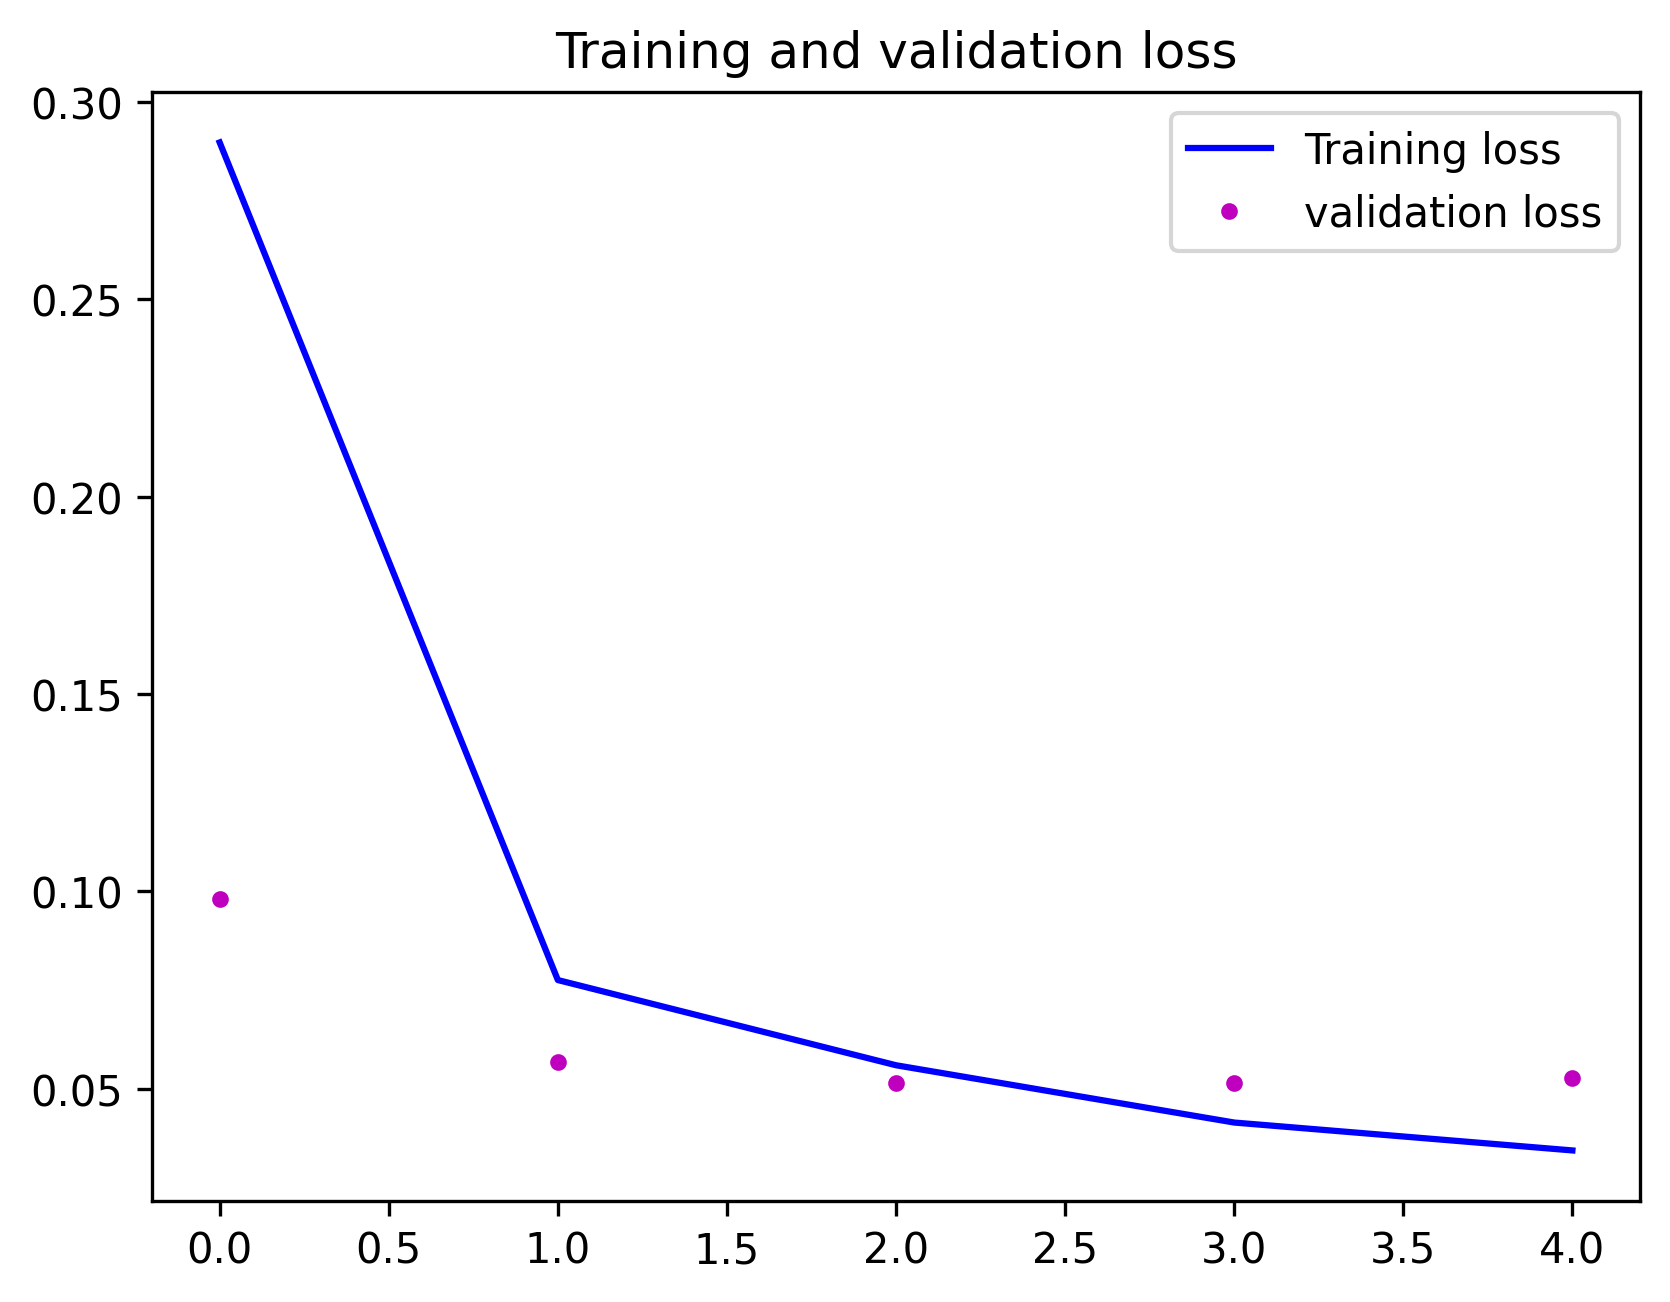 Training and validation loss
0.30
Training loss
validation loss
0.25
0.20
0.15
0.10
0.05
0.0 0.5 1.0 1.5 2.0 2.5 3.0 3.5 4.0